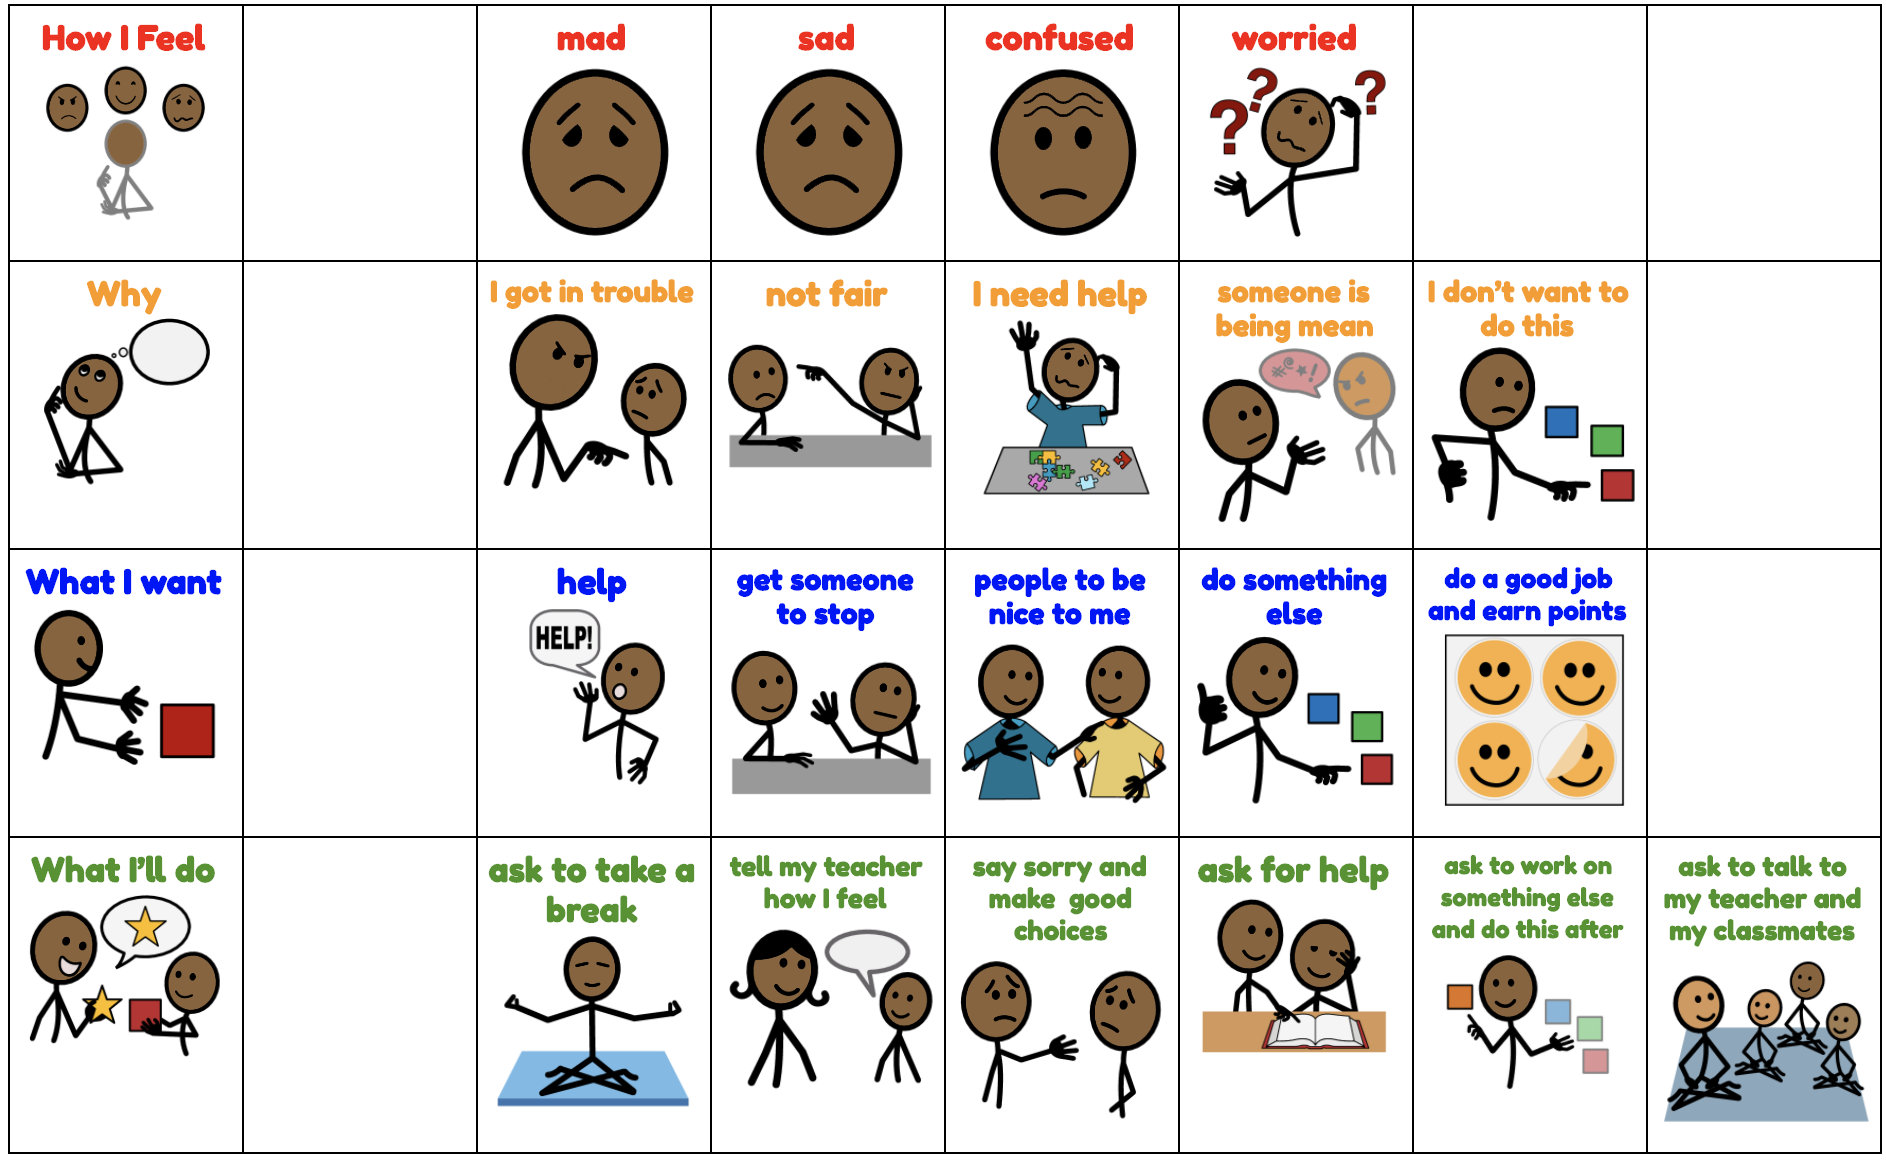 How I Feel
mad
sad
confused
worried
?
?
?
Why
I got in trouble
not fair
I need help
someone is
being mean
#@*!
I don't want to
do this
What I want
help
HELP!
get someone
to stop
people to be
nice to me
do something
else
do a good job
and earn points
What I'll do
ask to take a
break
tell my teacher
how I feel
say sorry and
make good
choices
ask for help
ask to work on
something else
and do this after
ask to talk to
my teacher and
my classmates